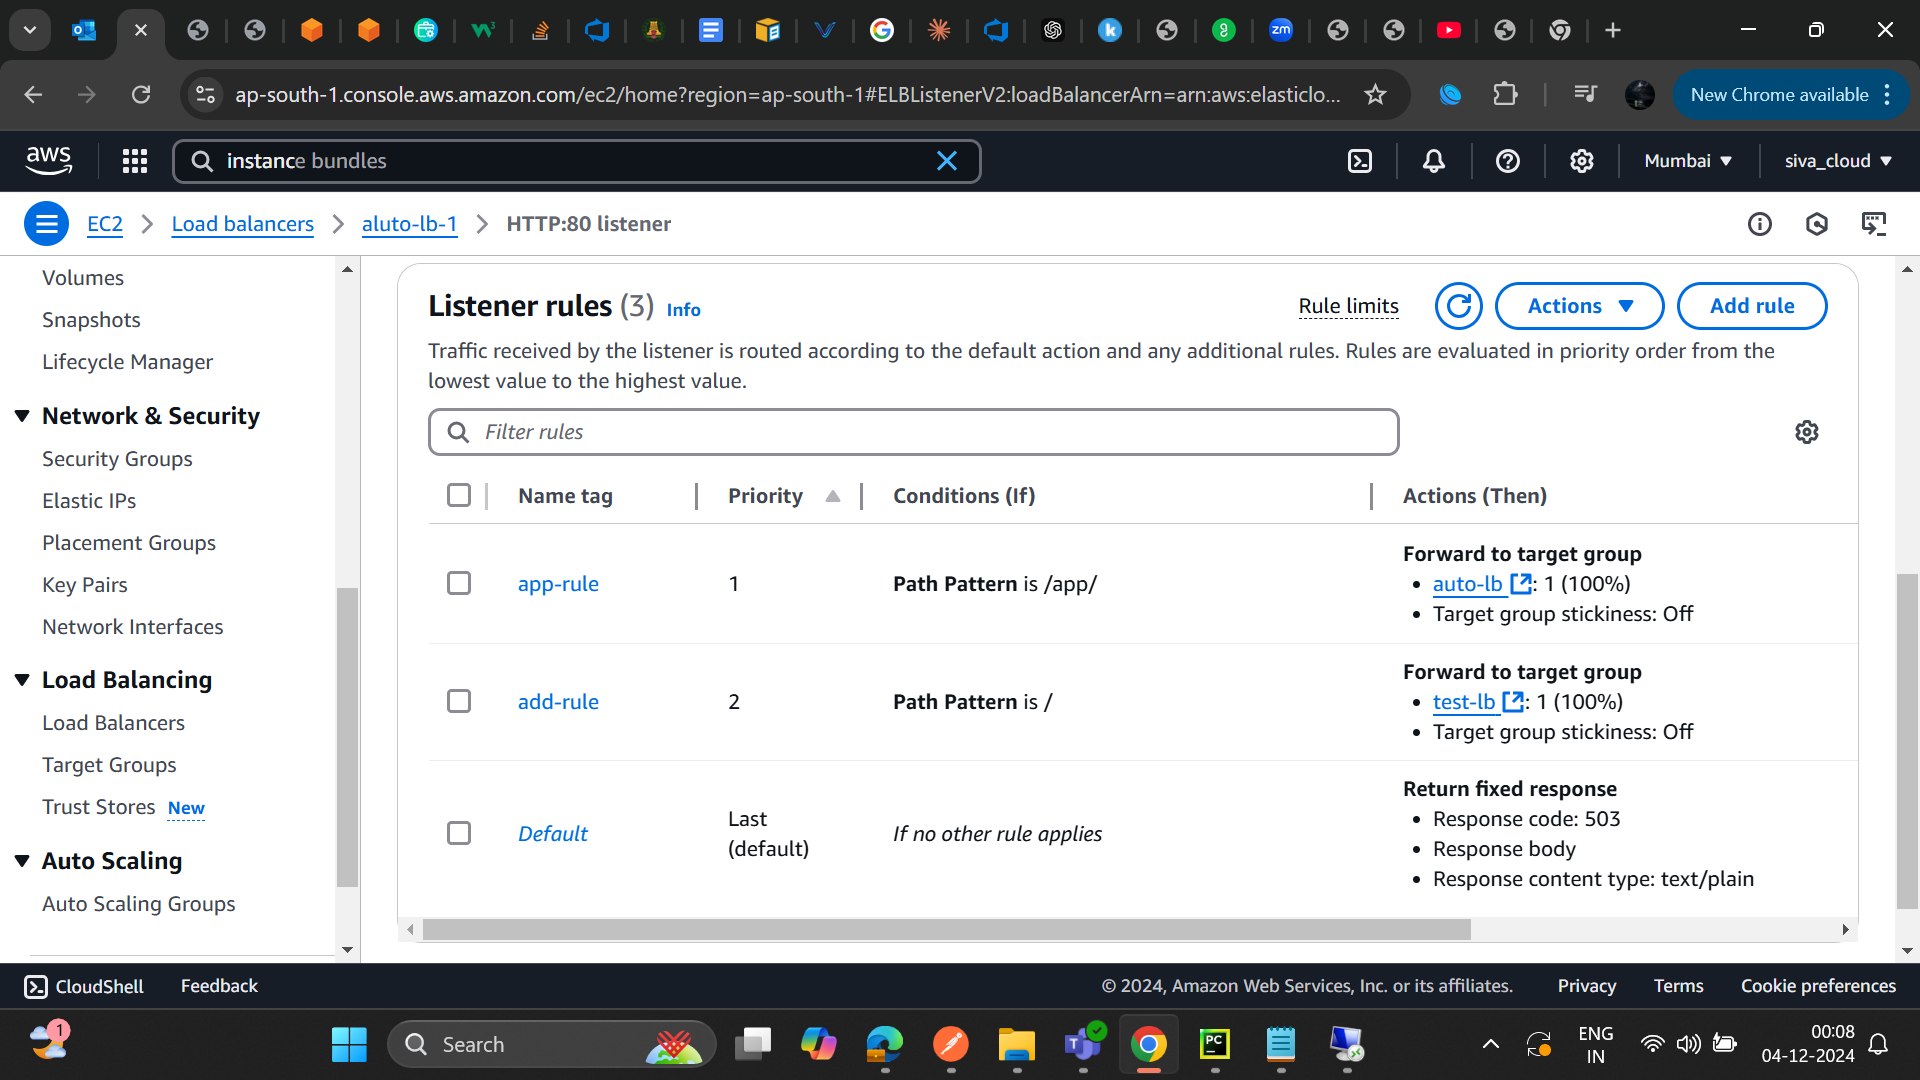 ap-south-1.console.aws.amazon.com/ec2/home?region=ap-south-1#ELBListenerV2:loadBalancerArn=arn:aws:elasticlo...
New Chrome available
aws
instance bundles
Mumbai
siva_cloud
EC2 > Load balancers > aluto-lb-1 > HTTP:80 listener
Volumes
Snapshots
Lifecycle Manager
Network & Security
Security Groups
Elastic IPs
Placement Groups
Key Pairs
Network Interfaces
Load Balancing
Load Balancers
Target Groups
Trust Stores New
Auto Scaling
Auto Scaling Groups
Listener rules (3) Info
Rule limits
Actions
Add rule
Traffic received by the listener is routed according to the default action and any additional rules. Rules are evaluated in priority order from the
lowest value to the highest value.
Filter rules
Name tag Priority Conditions (If) Actions (Then)
app-rule 1 Path Pattern is /app/
Forward to target group
• auto-lb : 1 (100%)
• Target group stickiness: Off
add-rule 2 Path Pattern is /
Forward to target group
• test-lb : 1 (100%)
• Target group stickiness: Off
Default
Last
(default)
If no other rule applies
Return fixed response
• Response code: 503
• Response body
• Response content type: text/plain
CloudShell Feedback
© 2024, Amazon Web Services, Inc. or its affiliates. Privacy Terms Cookie preferences
1
Search
PC
ENG
IN
00:08
04-12-2024